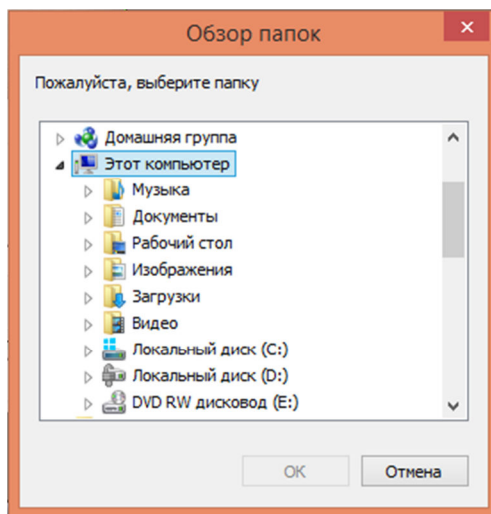 Обзор папок
Пожалуйста, выберите папку
Домашняя группа
Этот компьютер
Музыка
Документы
Рабочий стол
Изображения
Загрузки
Видео
Локальный диск (C:)
Локальный диск (D:)
DVD RW дисковод (E:)
OK Отмена